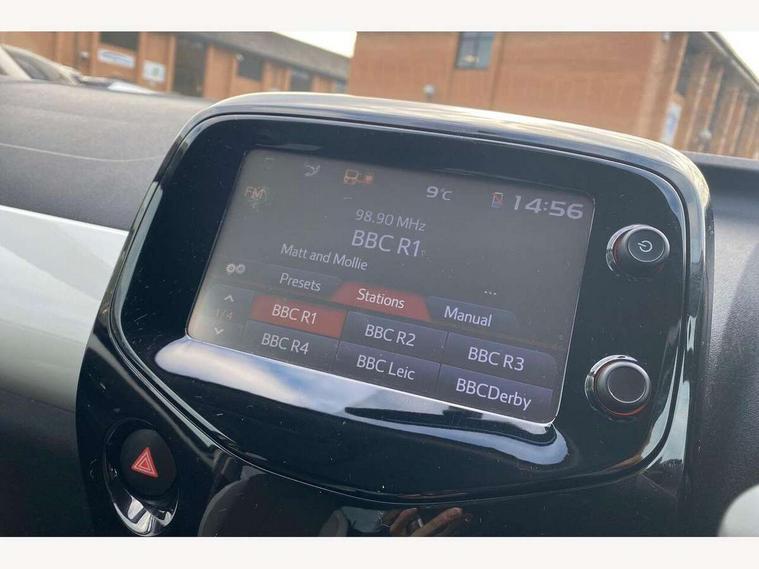 FM
9°c
14:56
98.90 MHz
BBC R1
Matt and Mollie
Presets
Stations
...
Manual
1/4
BBC R1
BBC R2
BBC R3
BBC R4
BBC Leic
BBCDerby